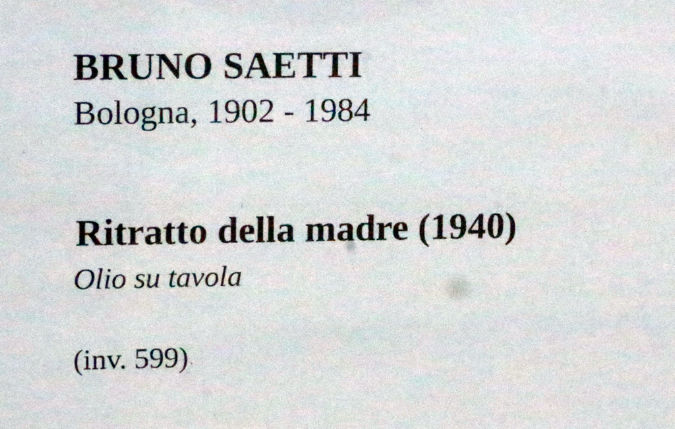 BRUNO SAETTI
Bologna, 1902 - 1984
Ritratto della madre (1940)
Olio su tavola
(inv. 599)